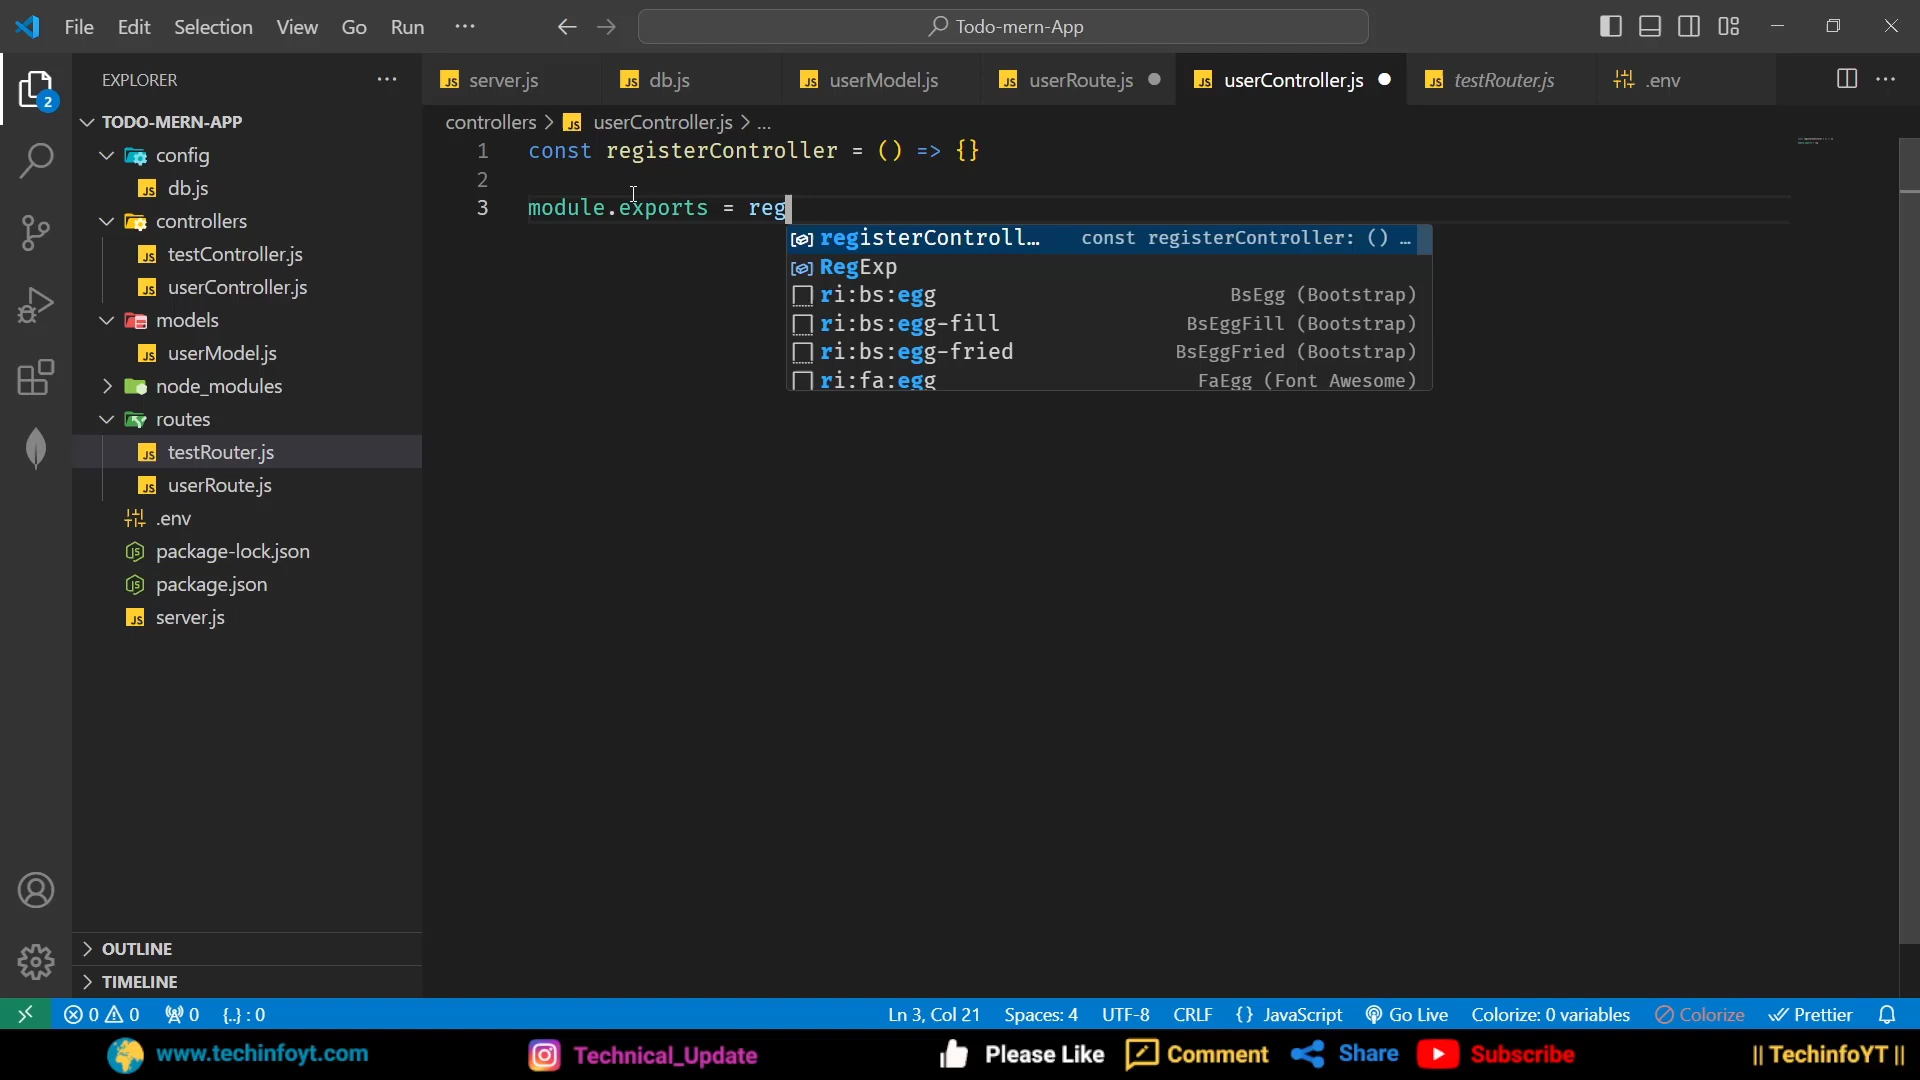 File Edit Selection View Go Run ... Todo-mern-App
EXPLORER ...
server.js db.js userModel.js userRoute.js userController.js testRouter.js .env ...
TODO-MERN-APP
config
db.js
controllers
testController.js
userController.js
models
userModel.js
node_modules
routes
testRouter.js
userRoute.js
.env
package-lock.json
package.json
server.js
OUTLINE
TIMELINE
2
controllers > userController.js > ...
1 const registerController = () => {}
2
3 module.exports = reg
registerControll... const registerController: () ...
RegExp
ri:bs:egg BsEgg (Bootstrap)
ri:bs:egg-fill BsEggFill (Bootstrap)
ri:bs:egg-fried BsEggFried (Bootstrap)
ri:fa:egg FaEgg (Font Awesome)
0 0 0 {..} : 0 Ln 3, Col 21 Spaces: 4 UTF-8 CRLF {} JavaScript Go Live Colorize: 0 variables Colorize Prettier
www.techinfoyt.com Technical_Update Please Like Comment Share Subscribe || TechinfoYT ||